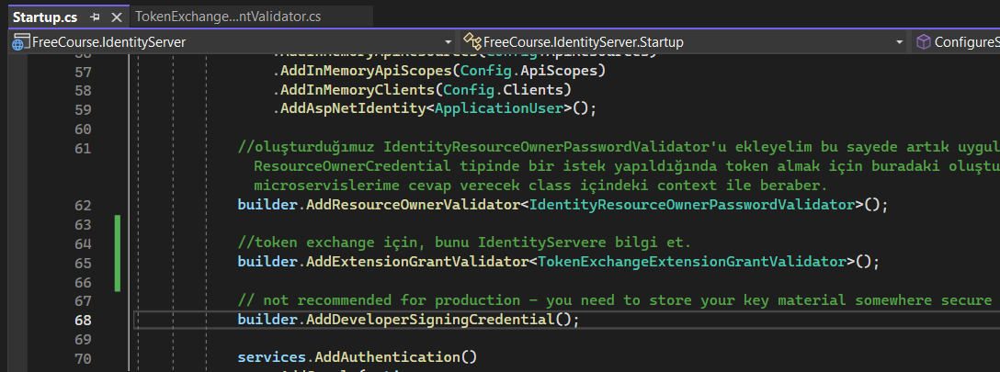 Startup.cs
TokenExchange...ntValidator.cs
FreeCourse.IdentityServer
FreeCourse.IdentityServer.Startup
ConfigureS
56 .AddInMemoryApiResources(Config.ApiResources)
57 .AddInMemoryApiScopes(Config.ApiScopes)
58 .AddInMemoryClients(Config.Clients)
59 .AddAspNetIdentity<ApplicationUser>();
60
61 //oluşturduğımuz IdentityResourceOwnerPasswordValidator'u ekleyelim bu sayede artık uygul
ResourceOwnerCredential tipinde bir istek yapıldığında token almak için buradaki oluştu
microservislerime cevap verecek class içindeki context ile beraber.
62 builder.AddResourceOwnerValidator<IdentityResourceOwnerPasswordValidator>();
63
64 //token exchange için, bunu IdentityServere bilgi et.
65 builder.AddExtensionGrantValidator<TokenExchangeExtensionGrantValidator>();
66
67 // not recommended for production - you need to store your key material somewhere secure
68 builder.AddDeveloperSigningCredential();
69
70 services.AddAuthentication()